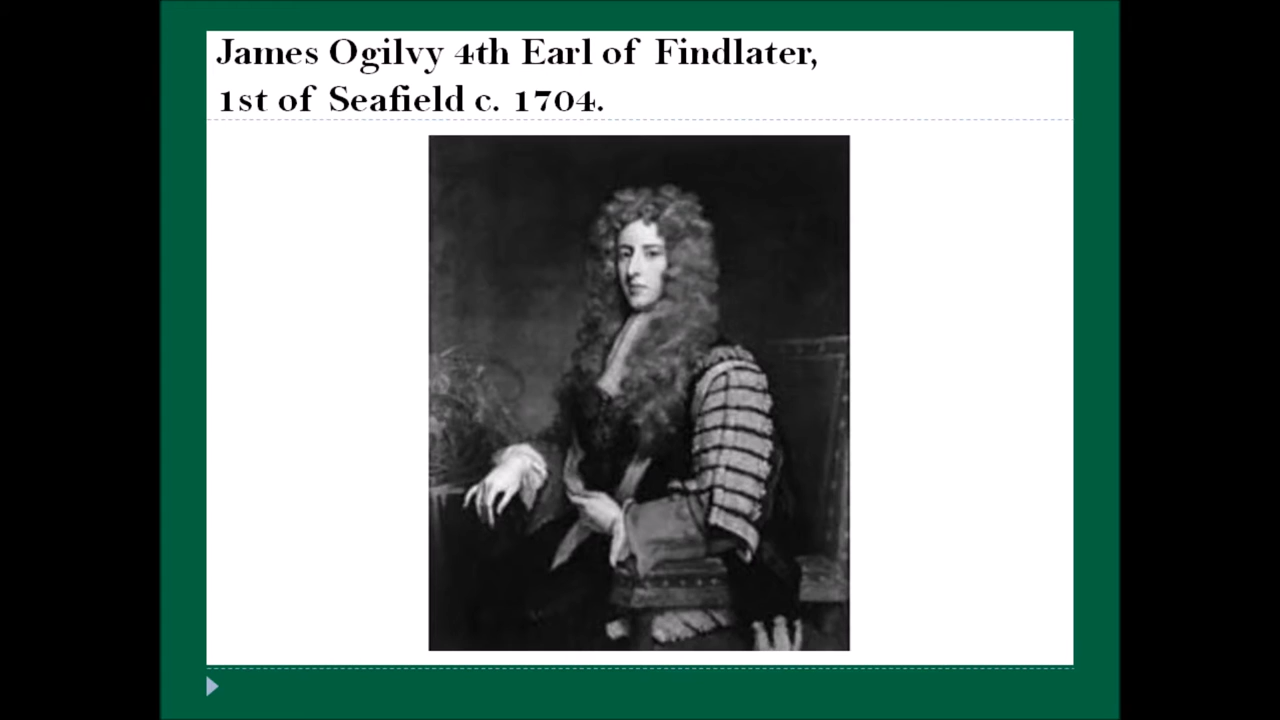 James Ogilvy 4th Earl of Findlater,
1st of Seafield c. 1704.